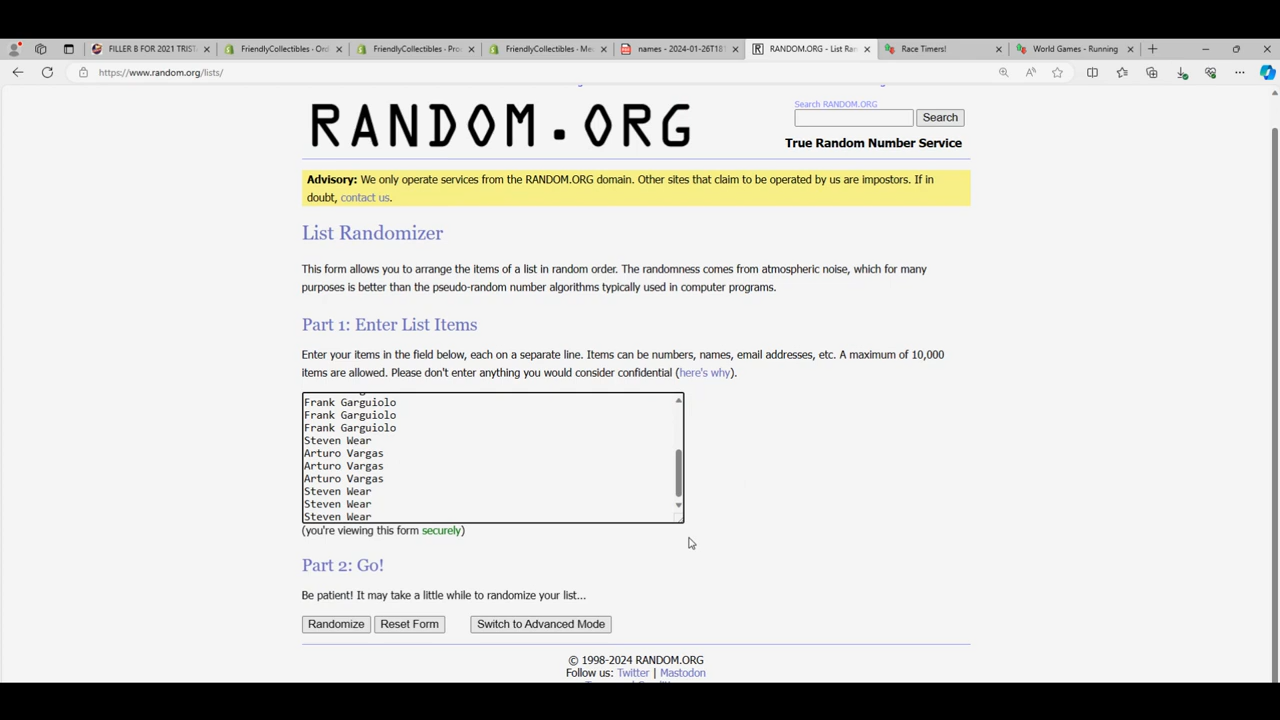 FILLER B FOR 2021 TRIST
FriendlyCollectibles · Ord
FriendlyCollectibles · Pro
FriendlyCollectibles · Me
names - 2024-01-26T18
RANDOM.ORG - List Ran
Race Timers!
World Games - Running
https://www.random.org/lists/
RANDOM.ORG
Search RANDOM.ORG
Search
True Random Number Service
Advisory: We only operate services from the RANDOM.ORG domain. Other sites that claim to be operated by us are impostors. If in
doubt, contact us.
List Randomizer
This form allows you to arrange the items of a list in random order. The randomness comes from atmospheric noise, which for many
purposes is better than the pseudo-random number algorithms typically used in computer programs.
Part 1: Enter List Items
Enter your items in the field below, each on a separate line. Items can be numbers, names, email addresses, etc. A maximum of 10,000
items are allowed. Please don't enter anything you would consider confidential (here's why).
Frank Garguiolo
Frank Garguiolo
Frank Garguiolo
Steven Wear
Arturo Vargas
Arturo Vargas
Arturo Vargas
Steven Wear
Steven Wear
Steven Wear
(you're viewing this form securely)
Part 2: Go!
Be patient! It may take a little while to randomize your list...
Randomize
Reset Form
Switch to Advanced Mode
© 1998-2024 RANDOM.ORG
Follow us: Twitter | Mastodon